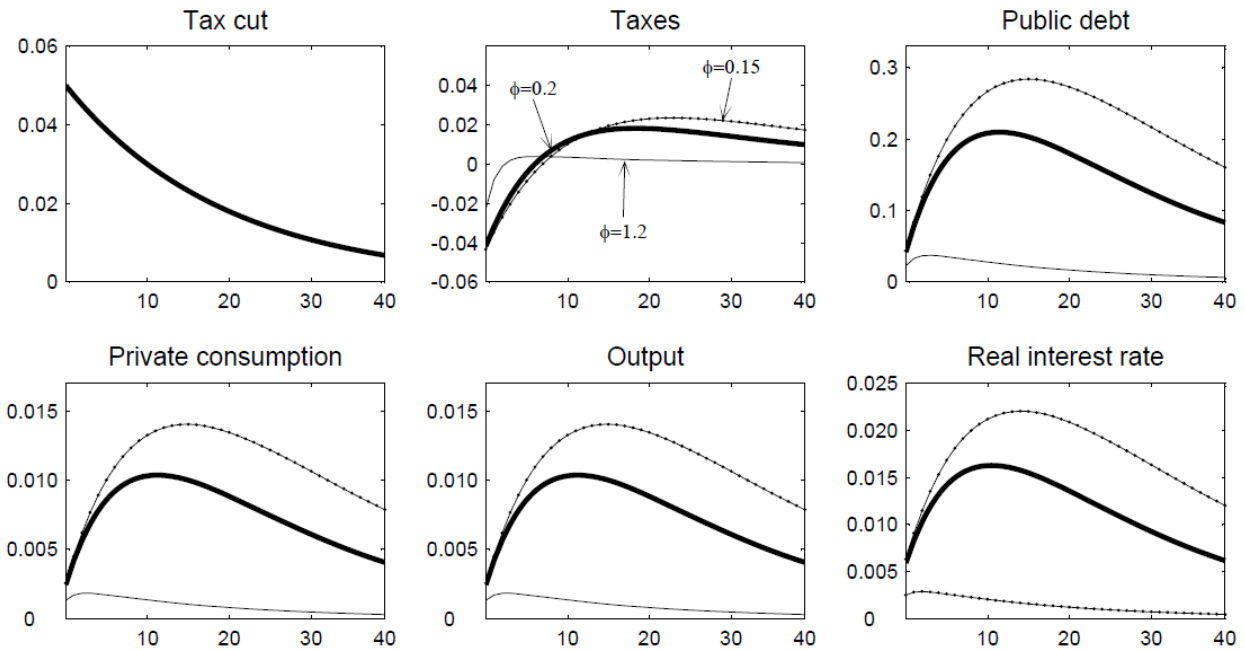 Tax cut
0.06
0.04
0.02
0
10 20 30 40
Taxes
0.04
0.02
0
-0.02
-0.04
-0.06
ϕ=0.2
ϕ=0.15
ϕ=1.2
10 20 30 40
Public debt
0.3
0.2
0.1
0
10 20 30 40
Private consumption
0.015
0.010
0.005
0
10 20 30 40
Output
0.015
0.010
0.005
0
10 20 30 40
Real interest rate
0.025
0.020
0.015
0.010
0.005
0
10 20 30 40